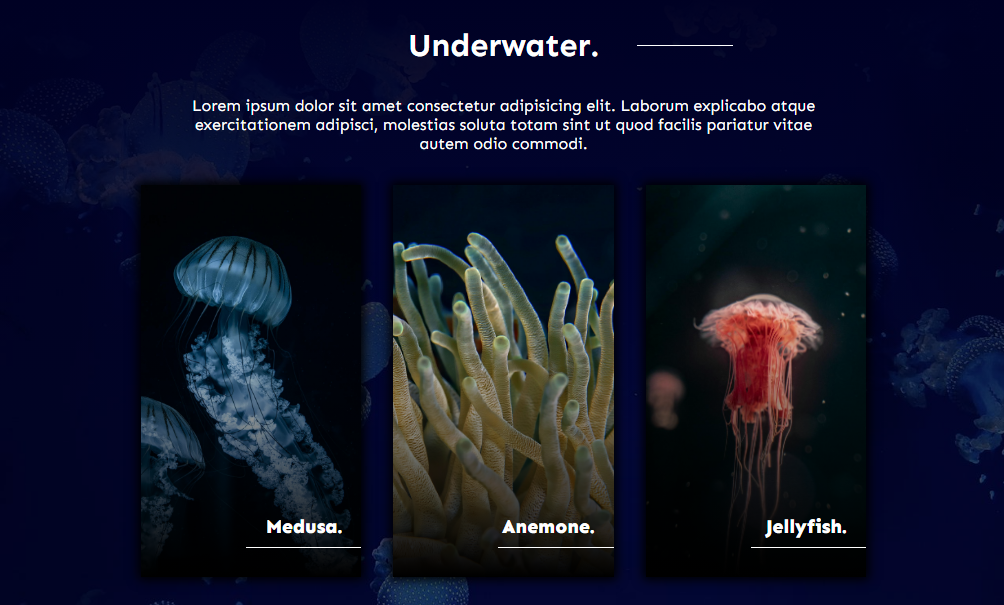 Underwater.
Lorem ipsum dolor sit amet consectetur adipisicing elit. Laborum explicabo atque
exercitationem adipisci, molestias soluta totam sint ut quod facilis pariatur vitae
autem odio commodi.
Medusa.
Anemone.
Jellyfish.